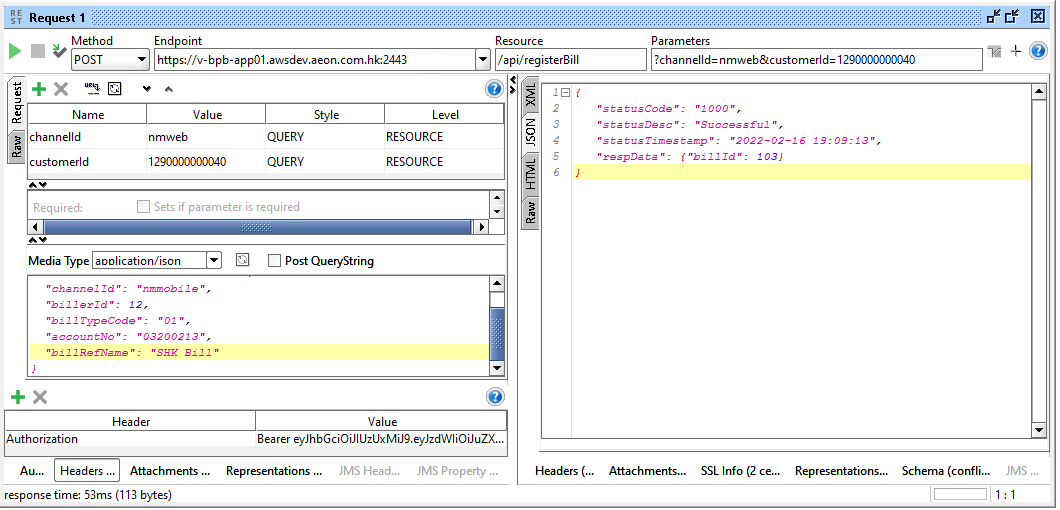 REST Request 1
Method Endpoint Resource Parameters
POST https://v-bpb-app01.awsdev.aeon.com.hk:2443 /api/registerBill ?channelId=nmweb&customerId=1290000000040
Request
Raw
Name Value Style Level
channelId nmweb QUERY RESOURCE
customerId 1290000000040 QUERY RESOURCE
Required: Sets if parameter is required
Media Type application/json Post QueryString
"channelId": "nmmobile",
"billerId": 12,
"billTypeCode": "01",
"accountNo": "03200213",
"billRefName": "SHK Bill"
}
Header Value
Authorization Bearer eyJhbGciOiJIUzUxMiJ9.eyJzdWIiOiJuZX...
Au... Headers ... Attachments ... Representations ... JMS Head... JMS Property ...
XML
JSON
HTML
Raw
1 {
2 "statusCode": "1000",
3 "statusDesc": "Successful",
4 "statusTimestamp": "2022-02-16 19:09:13",
5 "respData": {"billId": 103}
6 }
Headers (... Attachments... SSL Info (2 ce... Representations... Schema (confli... JMS ...
response time: 53ms (113 bytes) 1 : 1